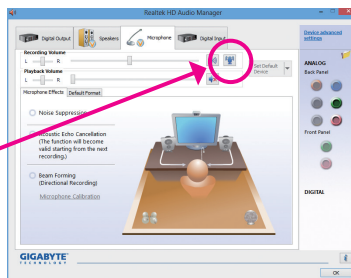 Realtek HD Audio Manager
Digital Output
Speakers
Microphone
Digital Input
Device advanced
settings
Recording Volume
L
R
Set Default
Device
Playback Volume
L
R
ANALOG
Back Panel
Microphone Effects
Default Format
Noise Suppression
Acoustic Echo Cancellation
(The function will become
valid starting from the next
recording.)
Beam Forming
(Directional Recording)
Microphone Calibration
Front Panel
DIGITAL
GIGABYTE
TECHNOLOGY
OK